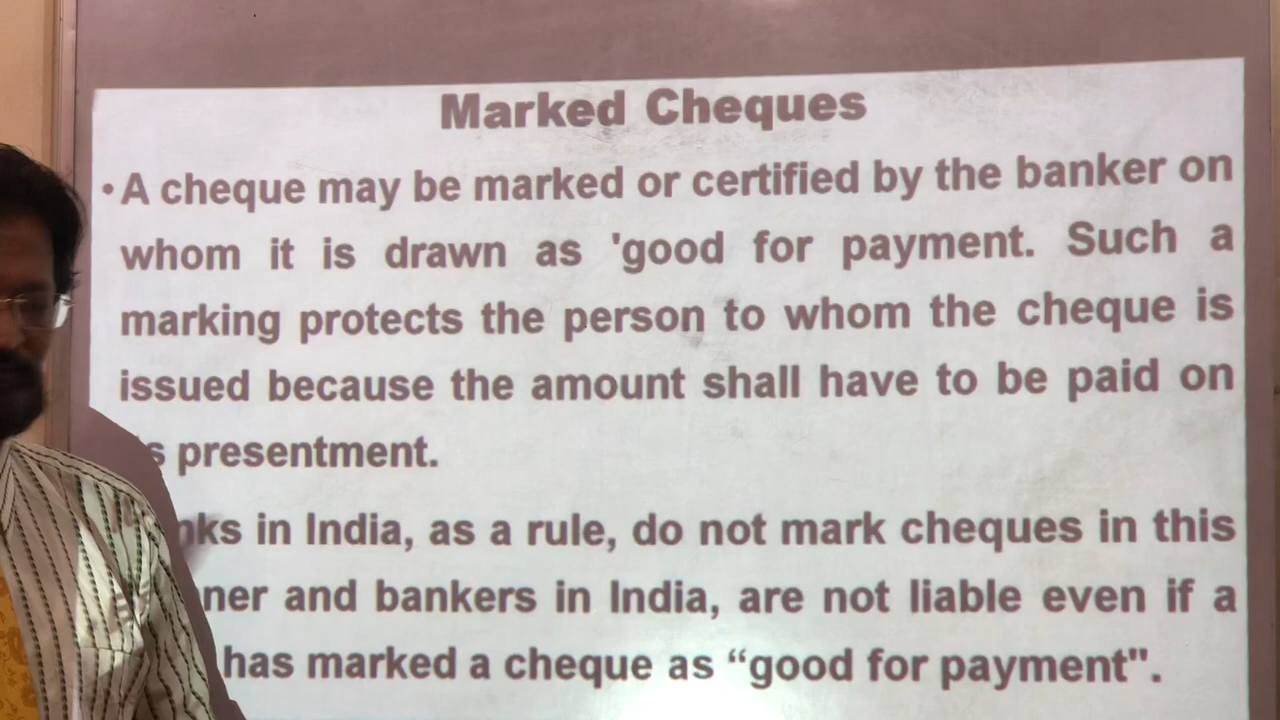 Marked Cheques
• A cheque may be marked or certified by the banker on
whom it is drawn as 'good for payment. Such a
marking protects the person to whom the cheque is
issued because the amount shall have to be paid on
presentment.
in India, as a rule, do not mark cheques in this
and bankers in India, are not liable even if a
has marked a cheque as “good for payment".